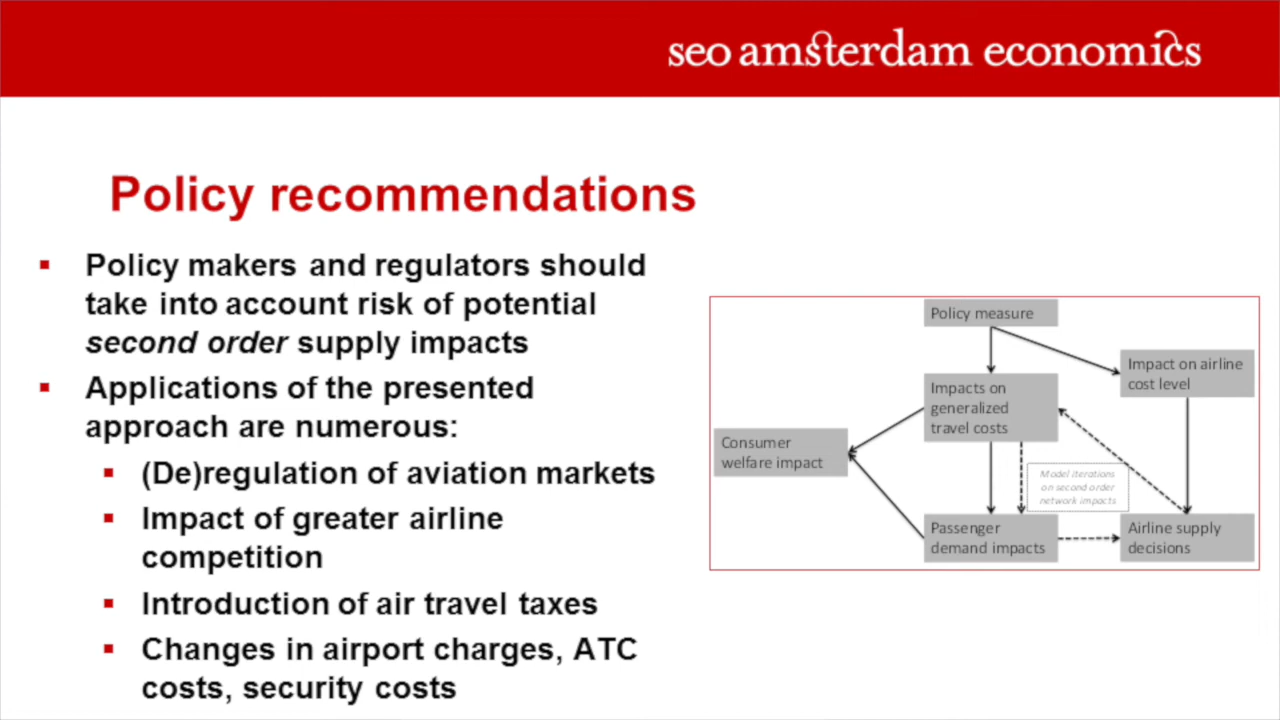 seo amsterdam economics
Policy recommendations
Policy makers and regulators should
take into account risk of potential
second order supply impacts
Applications of the presented
approach are numerous:
(De)regulation of aviation markets
Impact of greater airline
competition
Introduction of air travel taxes
Changes in airport charges, ATC
costs, security costs
Policy measure
Impact on airline
cost level
Impacts on
generalized
travel costs
Consumer
welfare impact
Model iterations
on second order
network impacts
Passenger
demand impacts
Airline supply
decisions